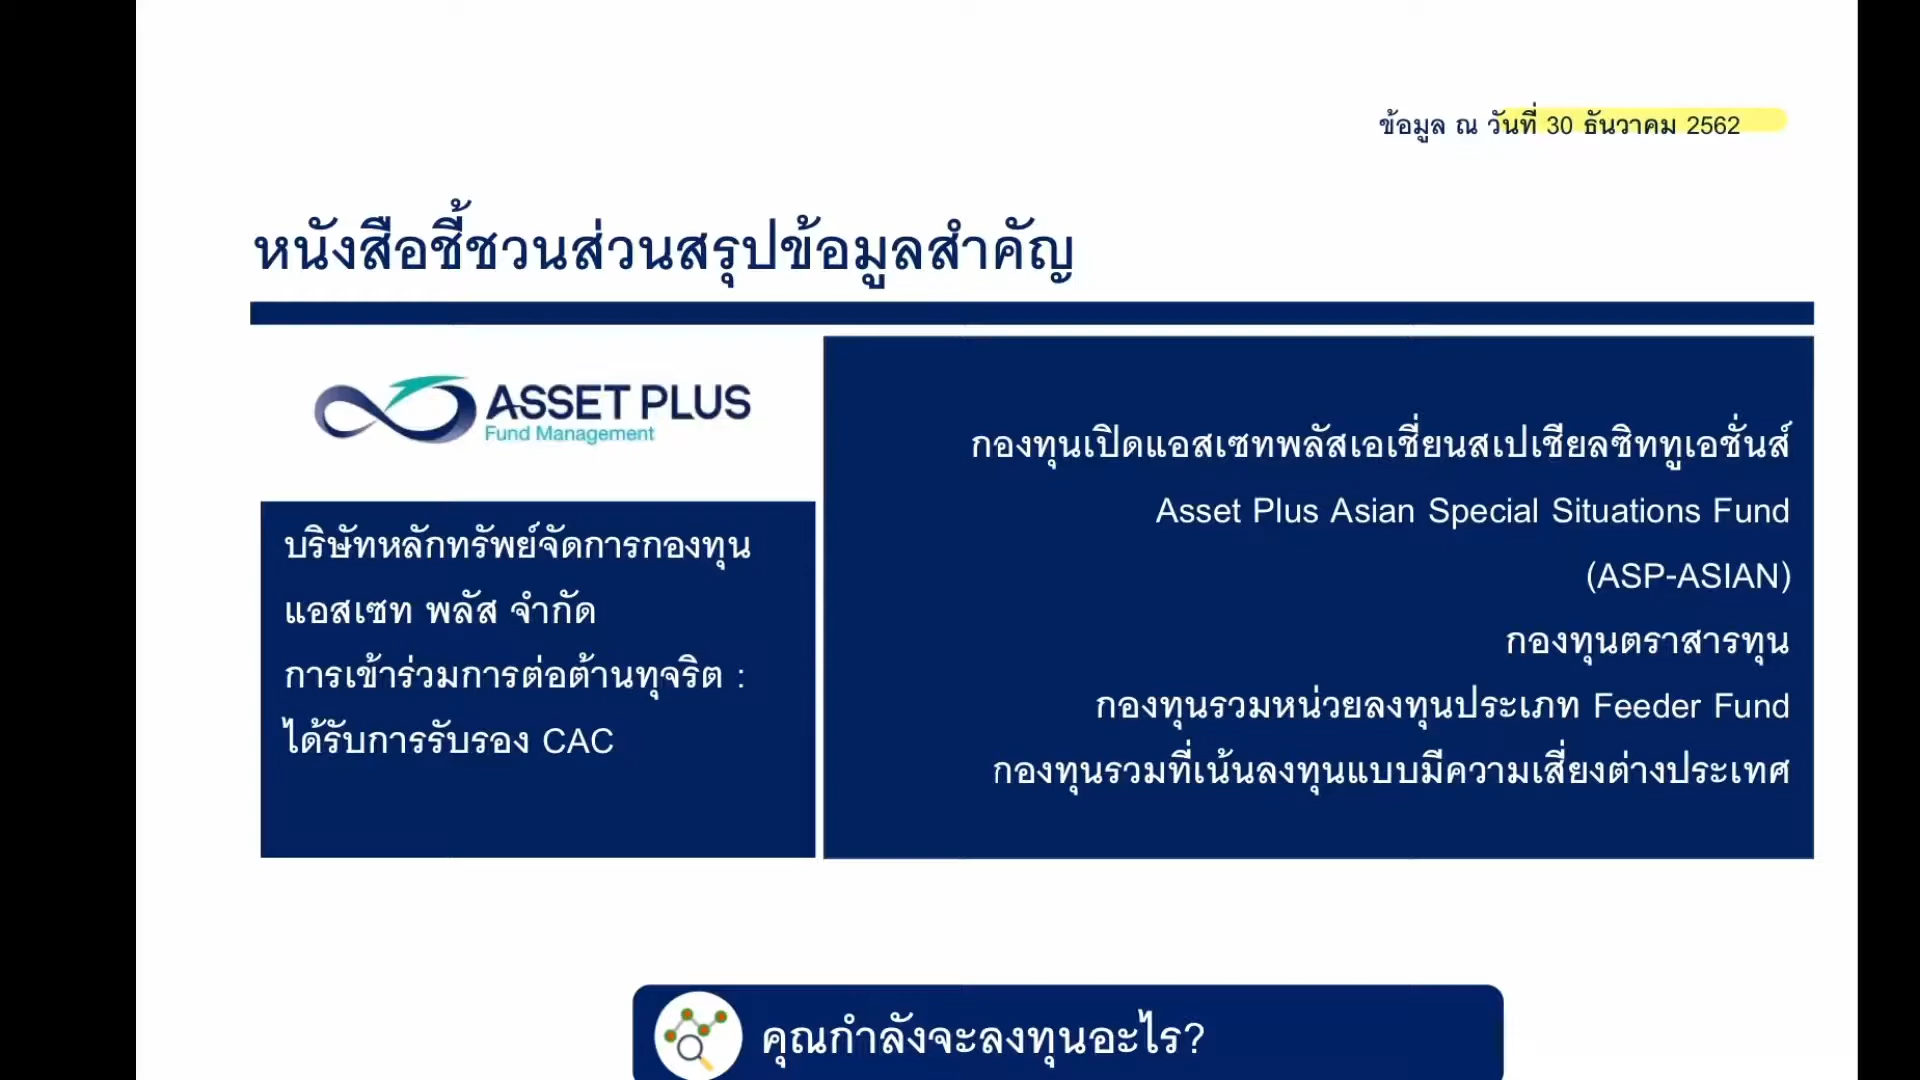 ข้อมูล ณ วันที่ 30 ธันวาคม 2562
หนังสือชี้ชวนส่วนสรุปข้อมูลสำคัญ
ASSET PLUS
Fund Management
บริษัทหลักทรัพย์จัดการกองทุน
แอสเซท พลัส จำกัด
การเข้าร่วมการต่อต้านทุจริต :
ได้รับการรับรอง CAC
กองทุนเปิดแอสเซทพลัสเอเชี่ยนสเปเชียลซิททูเอชั่นส์
Asset Plus Asian Special Situations Fund
(ASP-ASIAN)
กองทุนตราสารทุน
กองทุนรวมหน่วยลงทุนประเภท Feeder Fund
กองทุนรวมที่เน้นลงทุนแบบมีความเสี่ยงต่างประเทศ
คุณกำลังจะลงทุนอะไร?